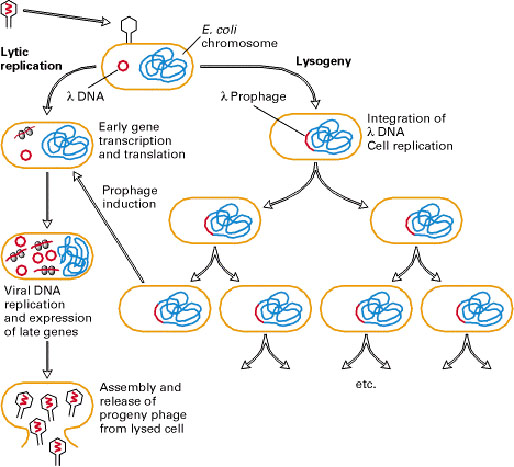 E. coli
chromosome
Lytic
replication
Lysogeny
λ DNA
λ Prophage
Integration of
λ DNA
Cell replication
Early gene
transcription
and translation
Prophage
induction
Viral DNA
replication
and expression
of late genes
etc.
Assembly and
release of
progeny phage
from lysed cell